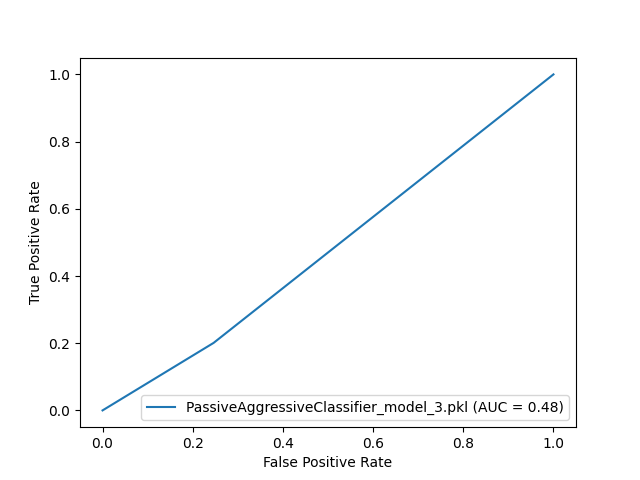 1.0
0.8
0.6
0.4
0.2
0.0
True Positive Rate
PassiveAggressiveClassifier_model_3.pkl (AUC = 0.48)
0.0 0.2 0.4 0.6 0.8 1.0
False Positive Rate